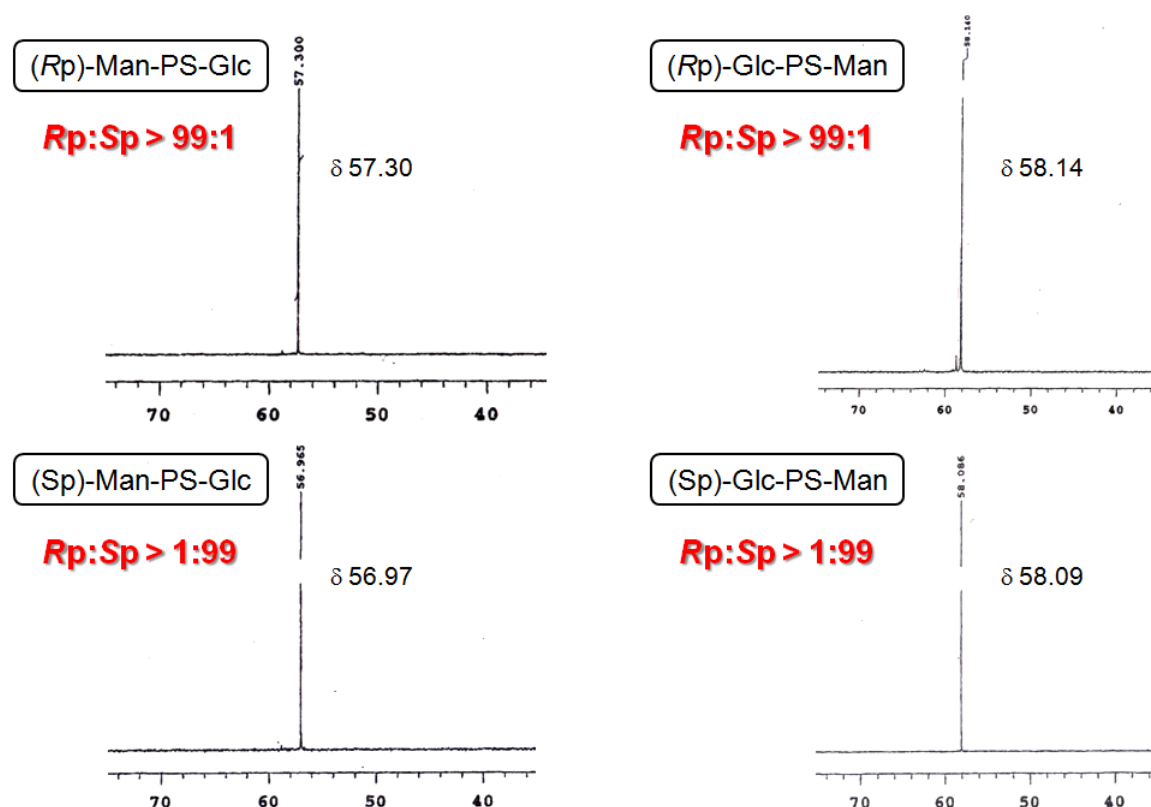 (Rp)-Man-PS-Glc
Rp:Sp > 99:1
57.300
δ 57.30
70 60 50 40
(Rp)-Glc-PS-Man
Rp:Sp > 99:1
58.140
δ 58.14
70 60 50 40
(Sp)-Man-PS-Glc
Rp:Sp > 1:99
56.965
δ 56.97
70 60 50 40
(Sp)-Glc-PS-Man
Rp:Sp > 1:99
58.086
δ 58.09
70 60 50 40